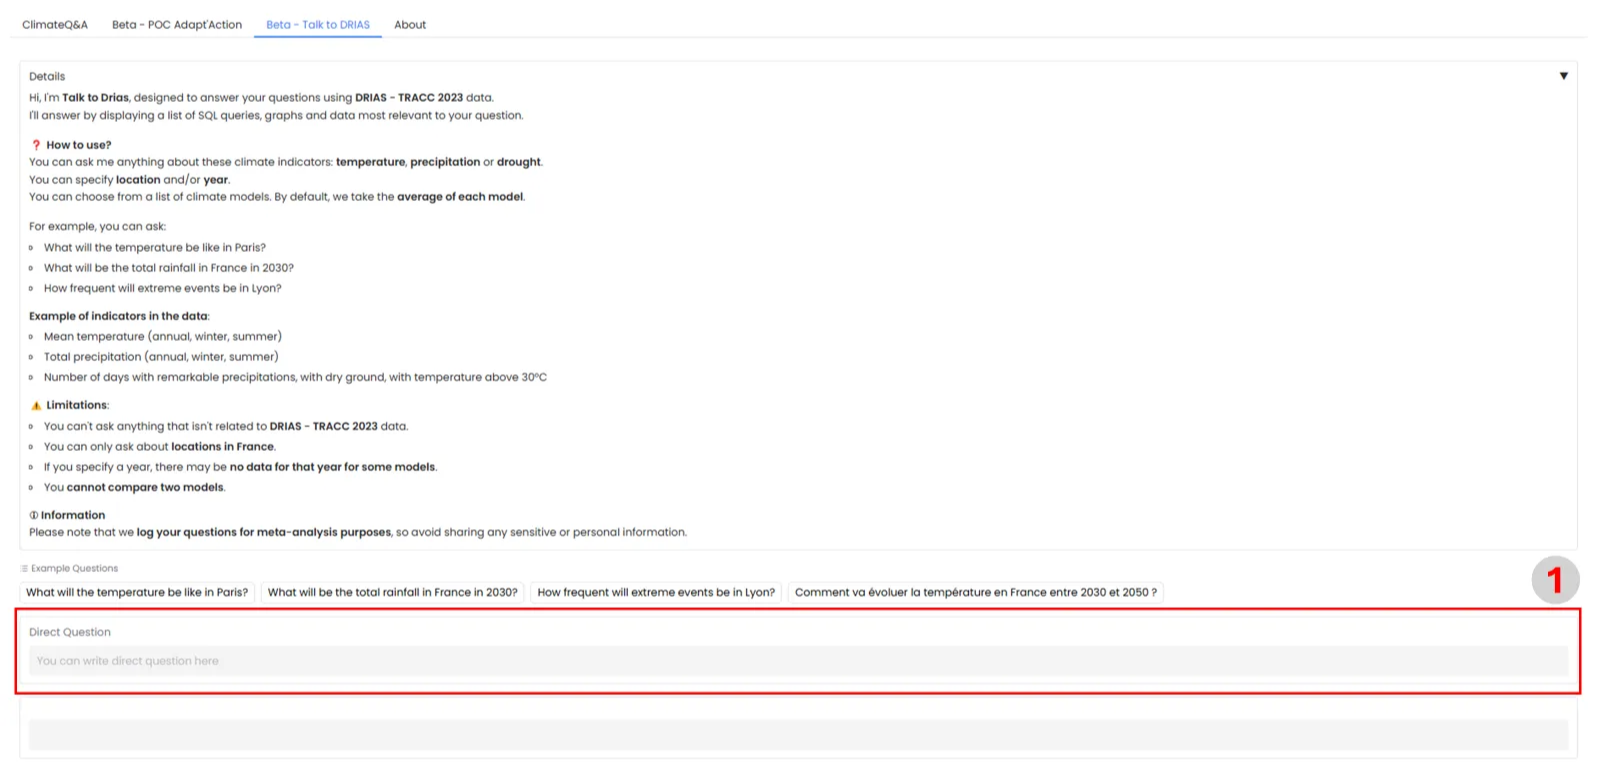 ClimateQ&A Beta - POC Adapt'Action Beta - Talk to DRIAS About
Details ▼
Hi, I'm Talk to Drias, designed to answer your questions using DRIAS - TRACC 2023 data.
I'll answer by displaying a list of SQL queries, graphs and data most relevant to your question.
❓ How to use?
You can ask me anything about these climate indicators: temperature, precipitation or drought.
You can specify location and/or year.
You can choose from a list of climate models. By default, we take the average of each model.
For example, you can ask:
What will the temperature be like in Paris?
What will be the total rainfall in France in 2030?
How frequent will extreme events be in Lyon?
Example of indicators in the data:
Mean temperature (annual, winter, summer)
Total precipitation (annual, winter, summer)
Number of days with remarkable precipitations, with dry ground, with temperature above 30°C
⚠️ Limitations:
You can't ask anything that isn't related to DRIAS - TRACC 2023 data.
You can only ask about locations in France.
If you specify a year, there may be no data for that year for some models.
You cannot compare two models.
🛈 Information
Please note that we log your questions for meta-analysis purposes, so avoid sharing any sensitive or personal information.
Example Questions
What will the temperature be like in Paris? What will be the total rainfall in France in 2030? How frequent will extreme events be in Lyon? Comment va évoluer la température en France entre 2030 et 2050 ?
1
Direct Question
You can write direct question here